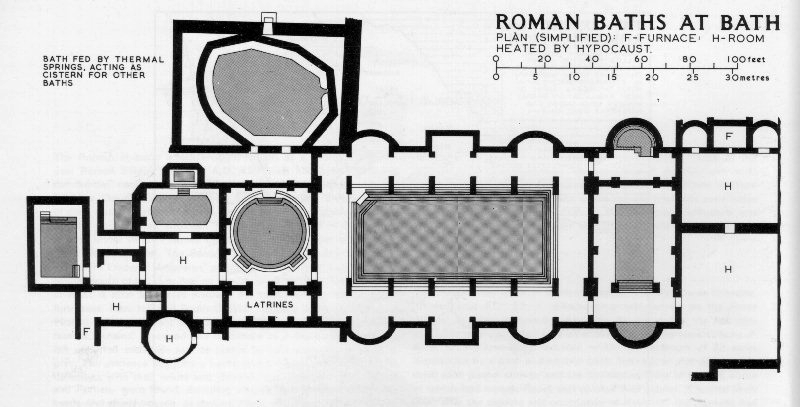 ROMAN BATHS AT BATH
PLAN (SIMPLIFIED): F-FURNACE: H-ROOM
HEATED BY HYPOCAUST.
0 20 40 60 80 100 feet
0 5 10 15 20 25 30 metres
BATH FED BY THERMAL
SPRINGS, ACTING AS
CISTERN FOR OTHER
BATHS
F
H
H
H
LATRINES
H
F
H